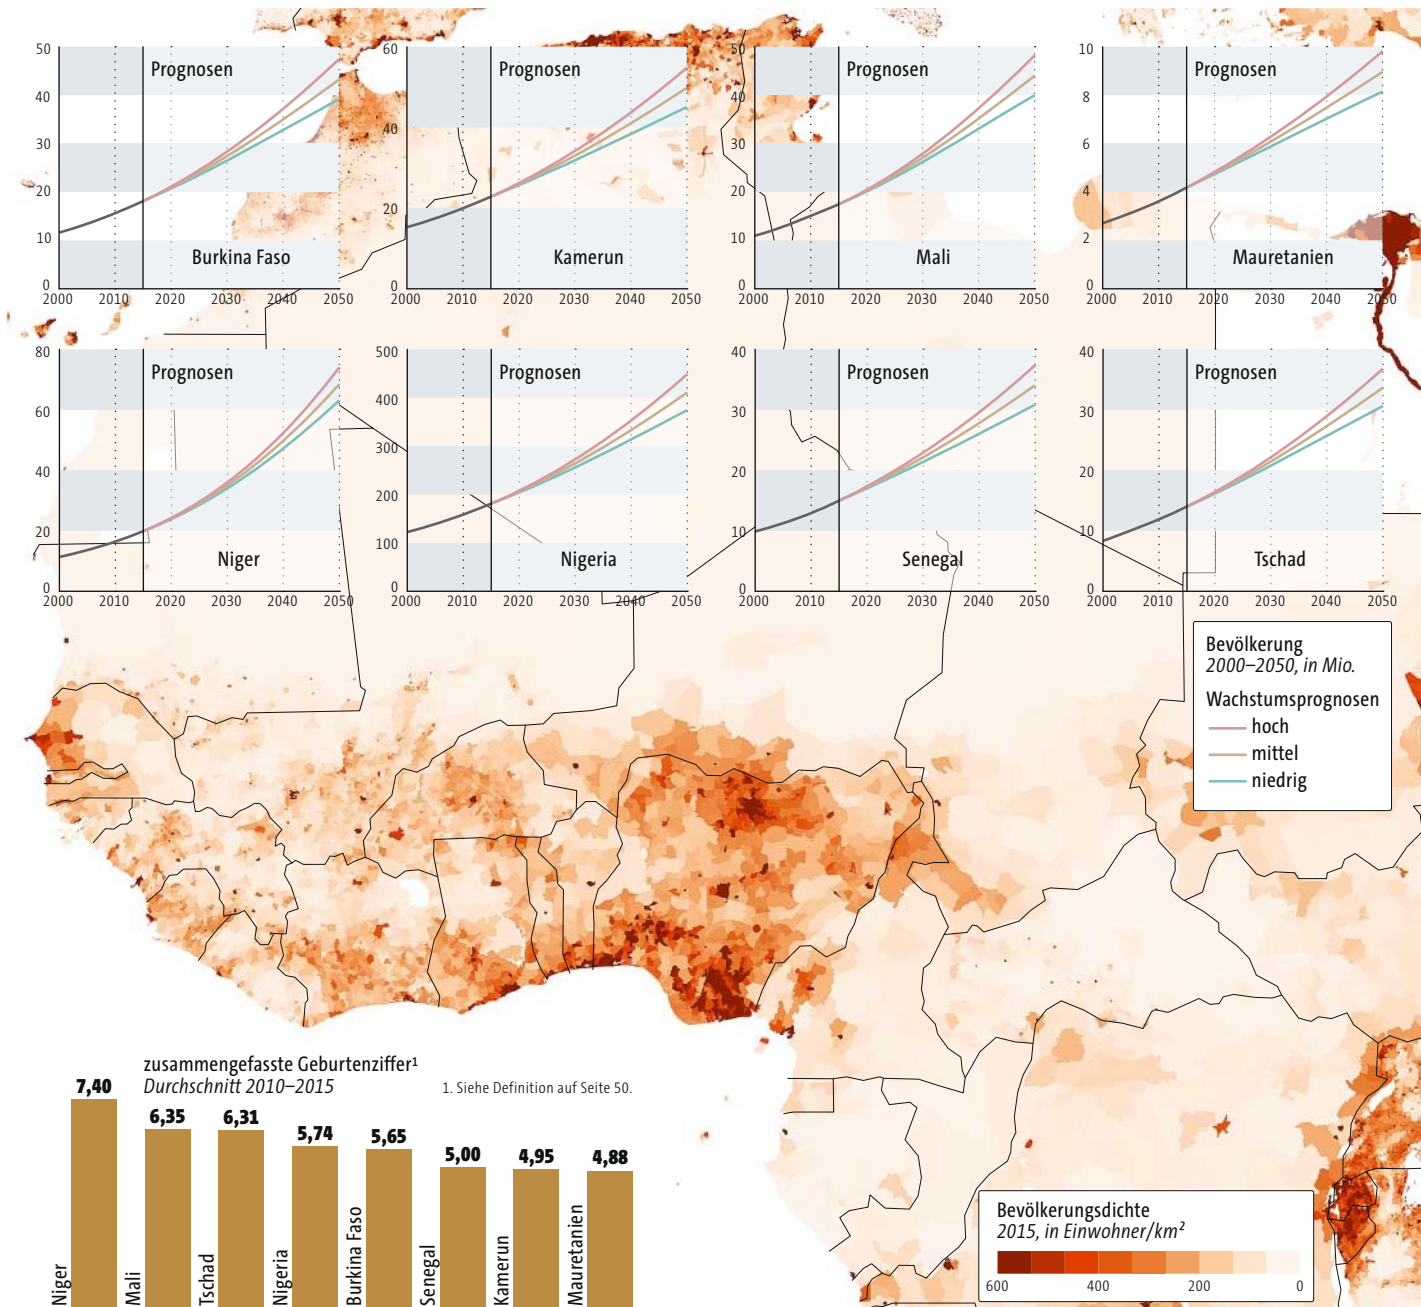 50
40
30
20
10
0
Prognosen
Burkina Faso
2000 2010 2020 2030 2040 2050
60
40
20
0
Prognosen
Kamerun
2000 2010 2020 2030 2040 2050
50
40
30
20
10
0
Prognosen
Mali
2000 2010 2020 2030 2040 2050
10
8
6
4
2
0
Prognosen
Mauretanien
2000 2010 2020 2030 2040 2050
80
60
40
20
0
Prognosen
Niger
2000 2010 2020 2030 2040 2050
500
400
300
200
100
0
Prognosen
Nigeria
2000 2010 2020 2030 2040 2050
40
30
20
10
0
Prognosen
Senegal
2000 2010 2020 2030 2040 2050
40
30
20
10
0
Prognosen
Tschad
2000 2010 2020 2030 2040 2050
Bevölkerung
2000–2050, in Mio.
Wachstumsprognosen
hoch
mittel
niedrig
zusammengefasste Geburtenziffer¹
Durchschnitt 2010–2015
1. Siehe Definition auf Seite 50.
7,40
6,35
6,31
5,74
5,65
5,00
4,95
4,88
Niger
Mali
Tschad
Nigeria
Burkina Faso
Senegal
Kamerun
Mauretanien
Bevölkerungsdichte
2015, in Einwohner/km²
600 400 200 0